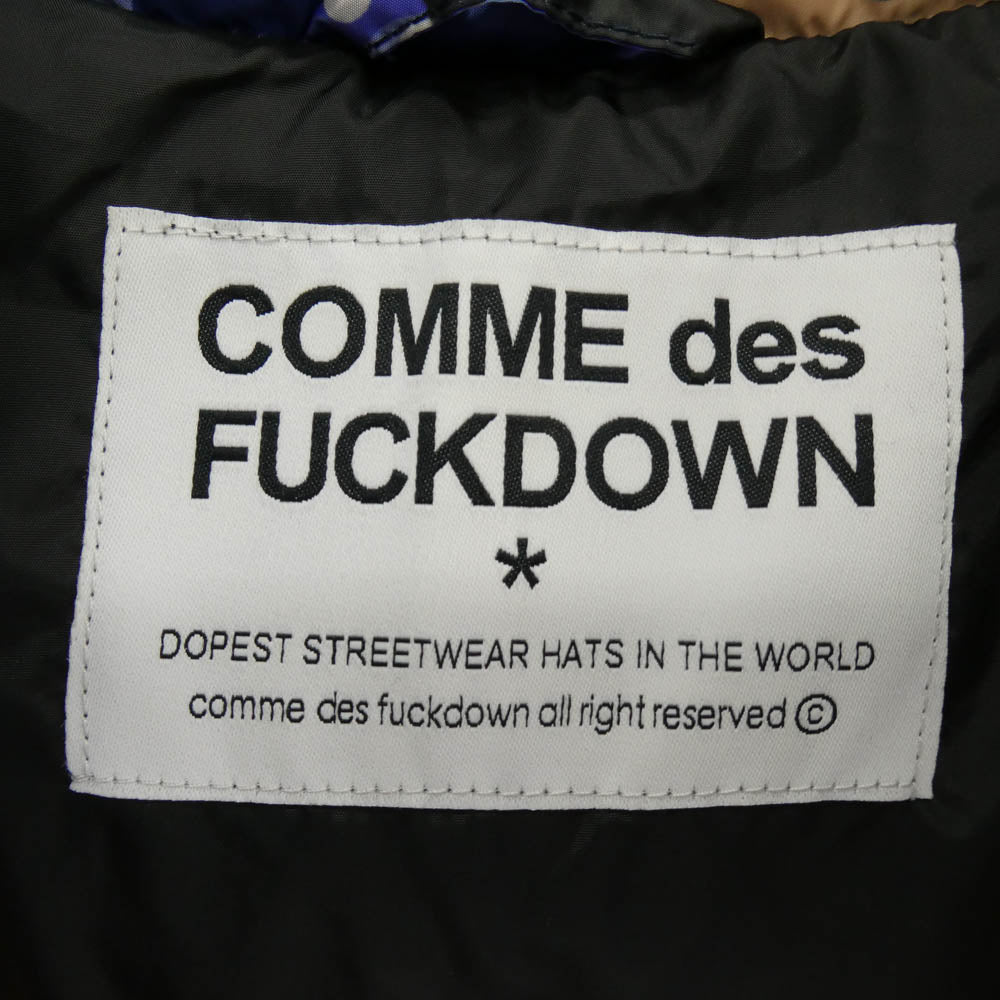 COMME des
FUCKDOWN
*
DOPEST STREETWEAR HATS IN THE WORLD
comme des fuckdown all right reserved ©